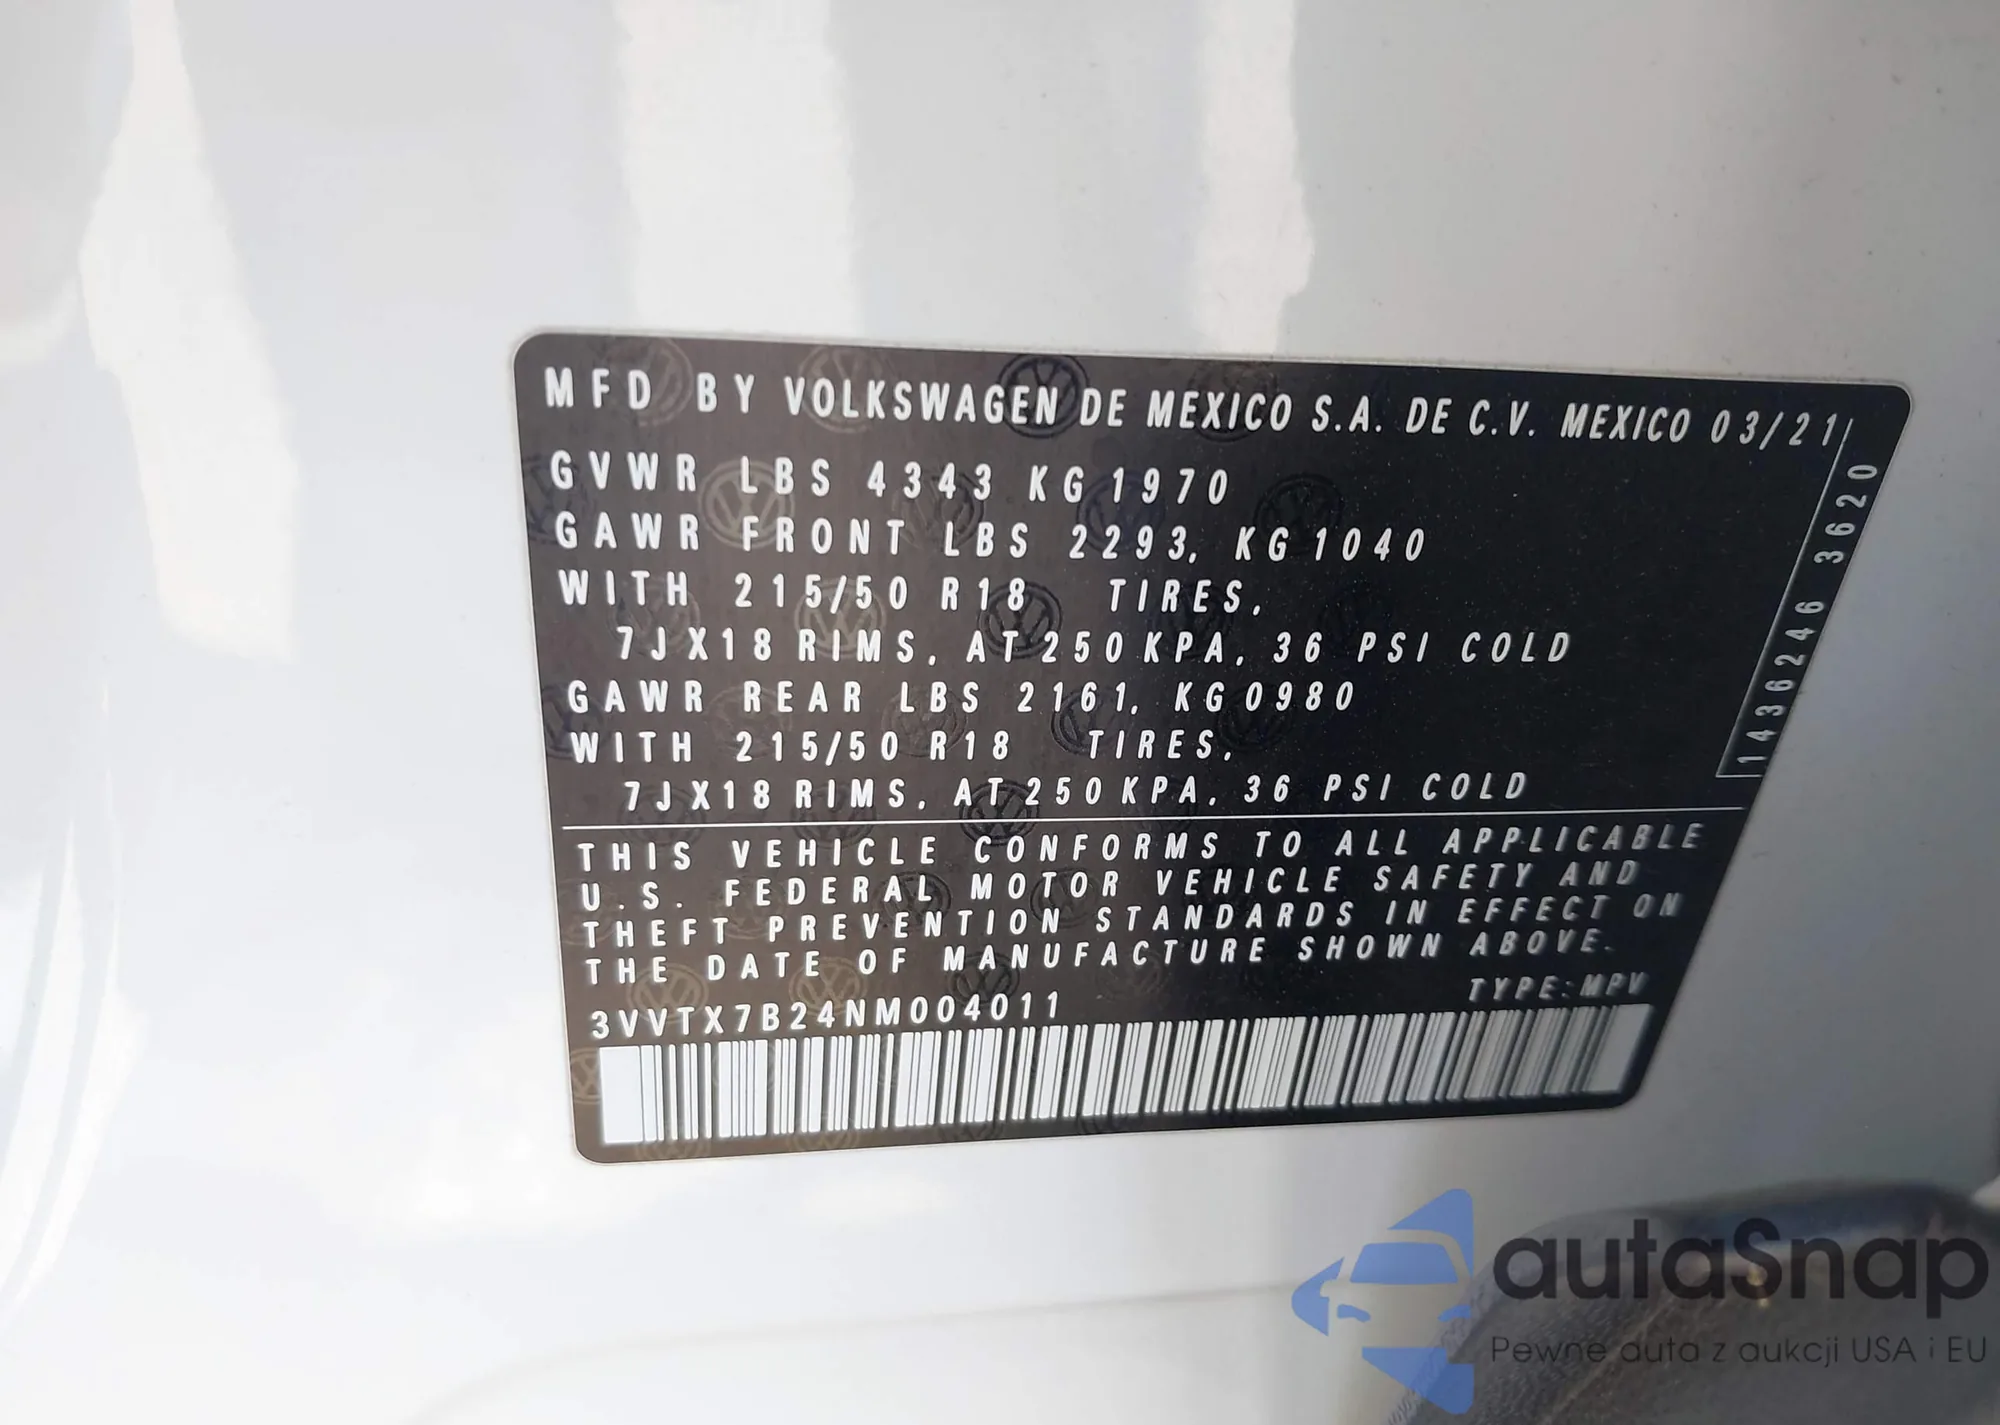 MFD BY VOLKSWAGEN DE MEXICO S.A. DE C.V. MEXICO 03/21
GVWR LBS 4343 KG 1970
GAWR FRONT LBS 2293, KG 1040
WITH 215/50 R18 TIRES,
7JX18 RIMS, AT 250 KPA, 36 PSI COLD
GAWR REAR LBS 2161, KG 0980
WITH 215/50 R18 TIRES,
7JX18 RIMS, AT 250 KPA, 36 PSI COLD
1436246 3620
THIS VEHICLE CONFORMS TO ALL APPLICABLE
U.S. FEDERAL MOTOR VEHICLE SAFETY AND
THEFT PREVENTION STANDARDS IN EFFECT ON
THE DATE OF MANUFACTURE SHOWN ABOVE.
TYPE:MPV
3VVTX7B24NM004011
autaSnap
Pewne auta z aukcji USA i EU